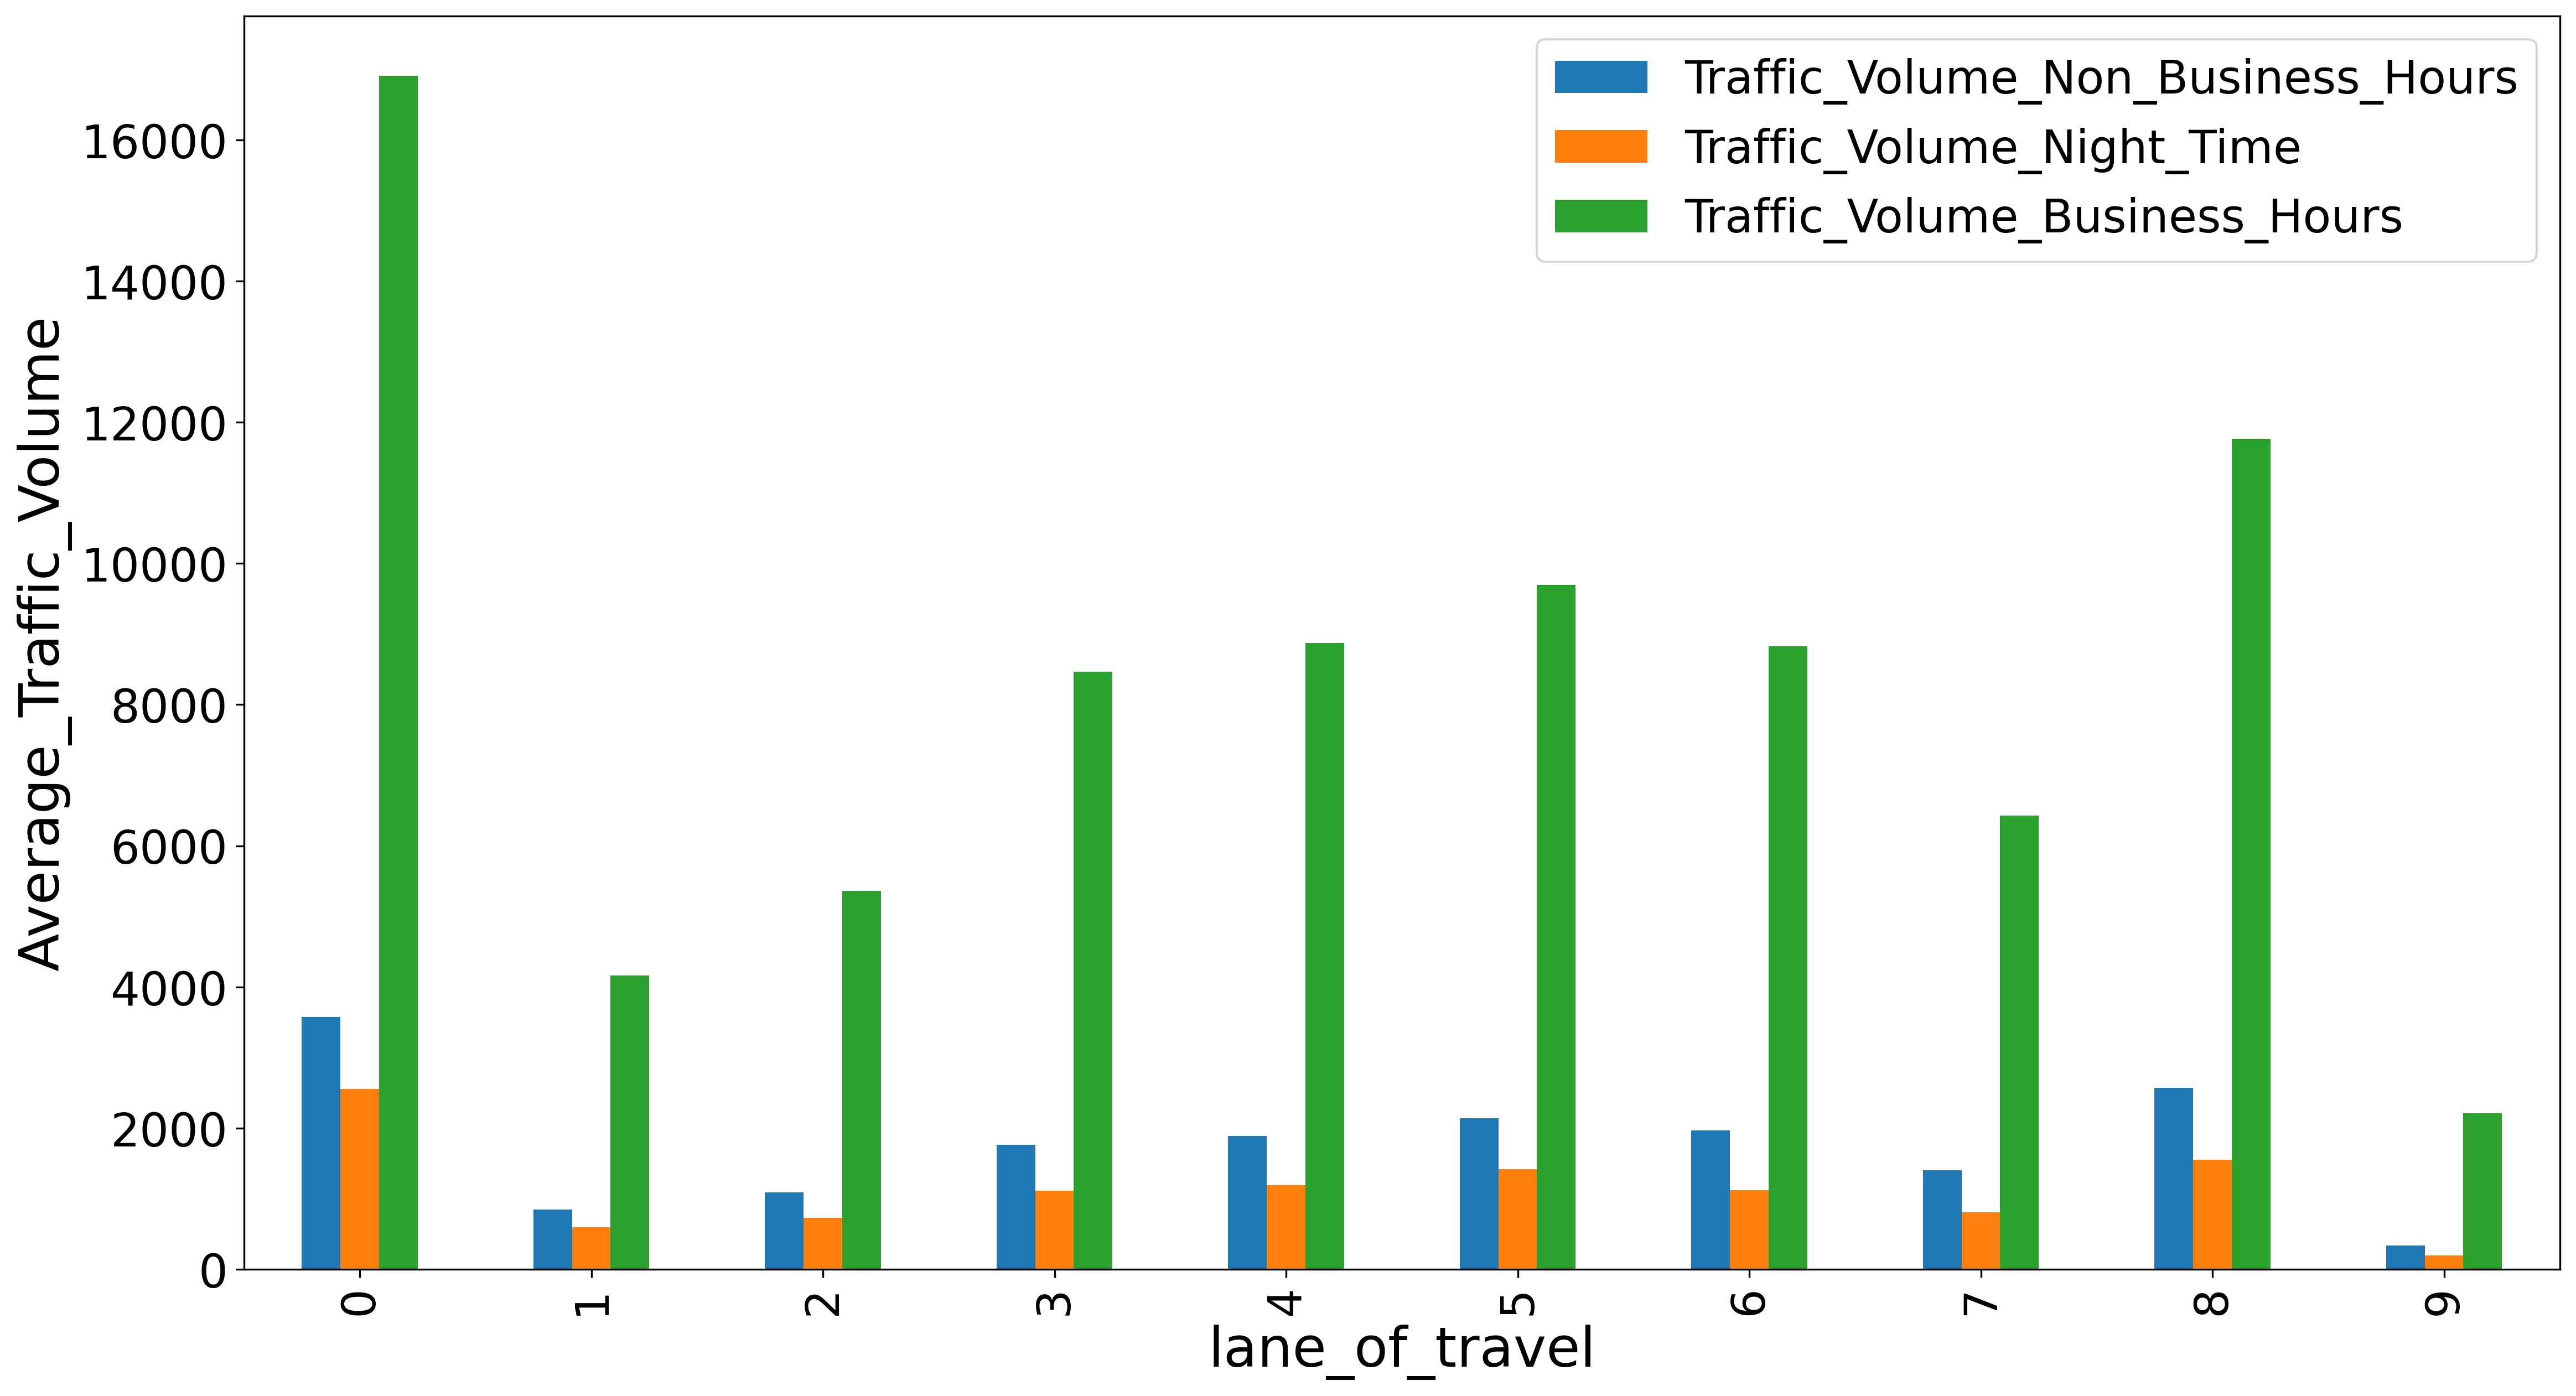 Traffic_Volume_Non_Business_Hours
Traffic_Volume_Night_Time
Traffic_Volume_Business_Hours
Average_Traffic_Volume
16000
14000
12000
10000
8000
6000
4000
2000
0
0 1 2 3 4 5 6 7 8 9
lane_of_travel